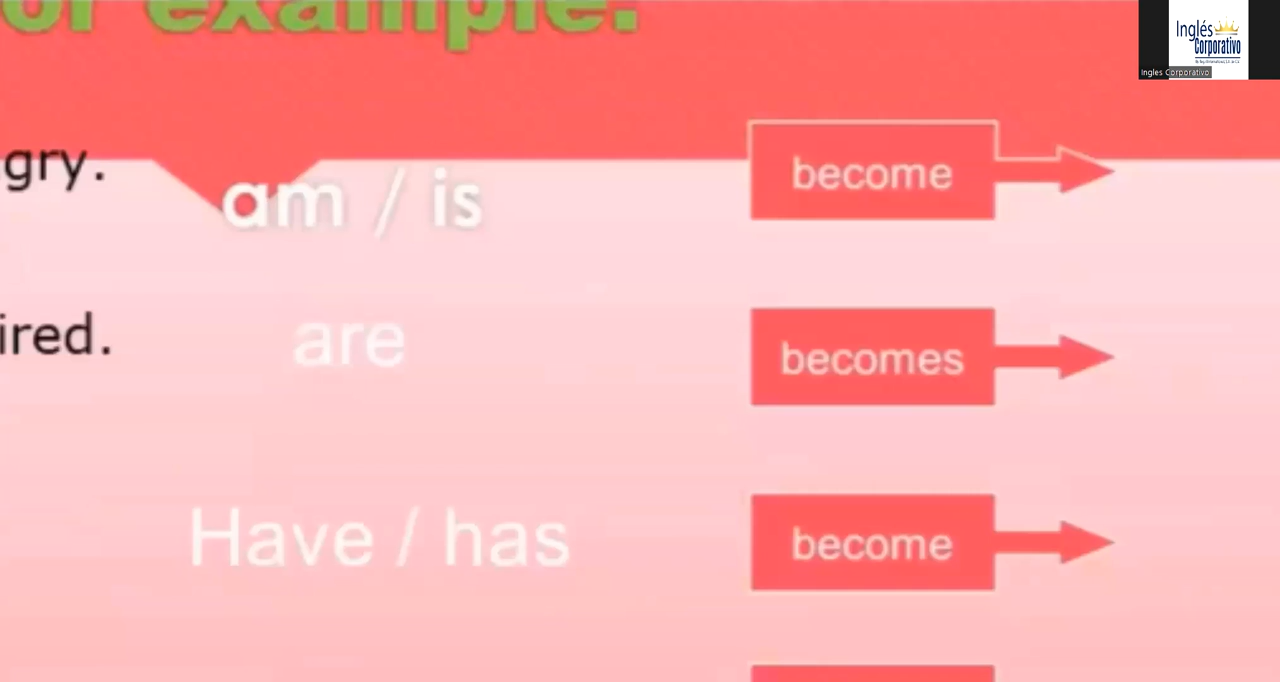 or example:
Inglés
Corporativo
Ingles Corporativo
gry.
am / is
become
ired.
are
becomes
Have / has
become